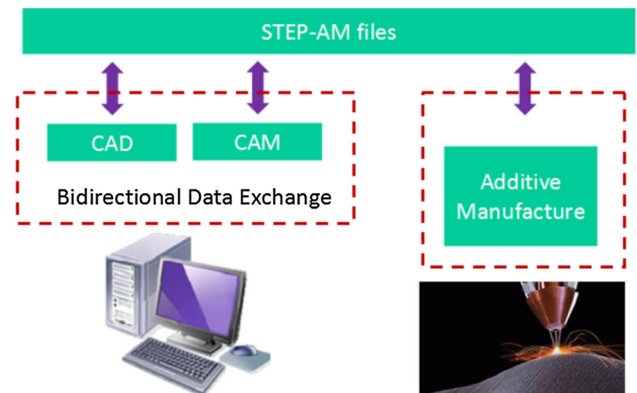 STEP-AM files
CAD
CAM
Bidirectional Data Exchange
Additive
Manufacture